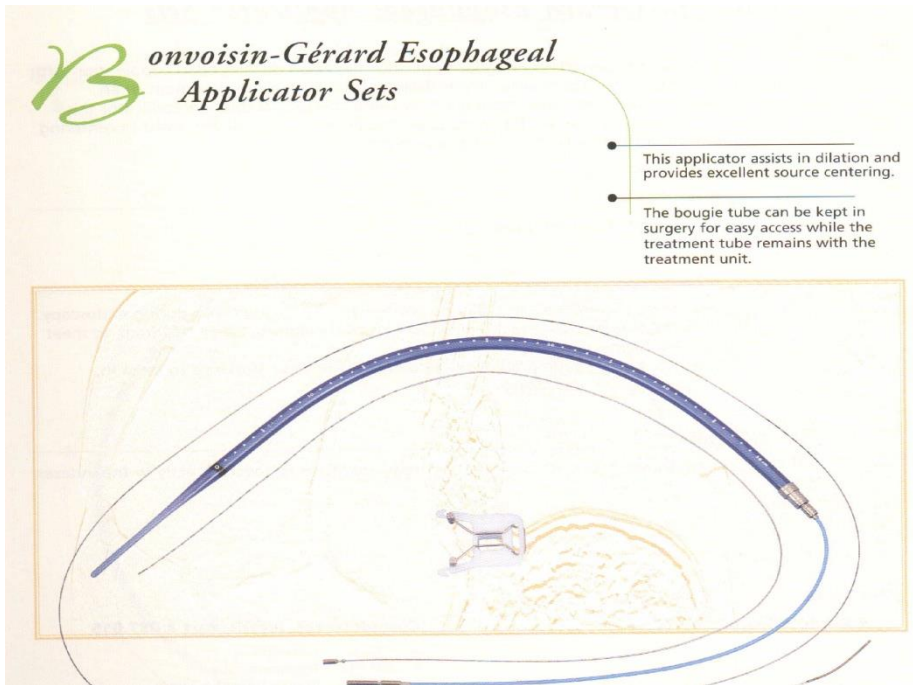 Bonvoisin-Gérard Esophageal
Applicator Sets
This applicator assists in dilation and
provides excellent source centering.
The bougie tube can be kept in
surgery for easy access while the
treatment tube remains with the
treatment unit.